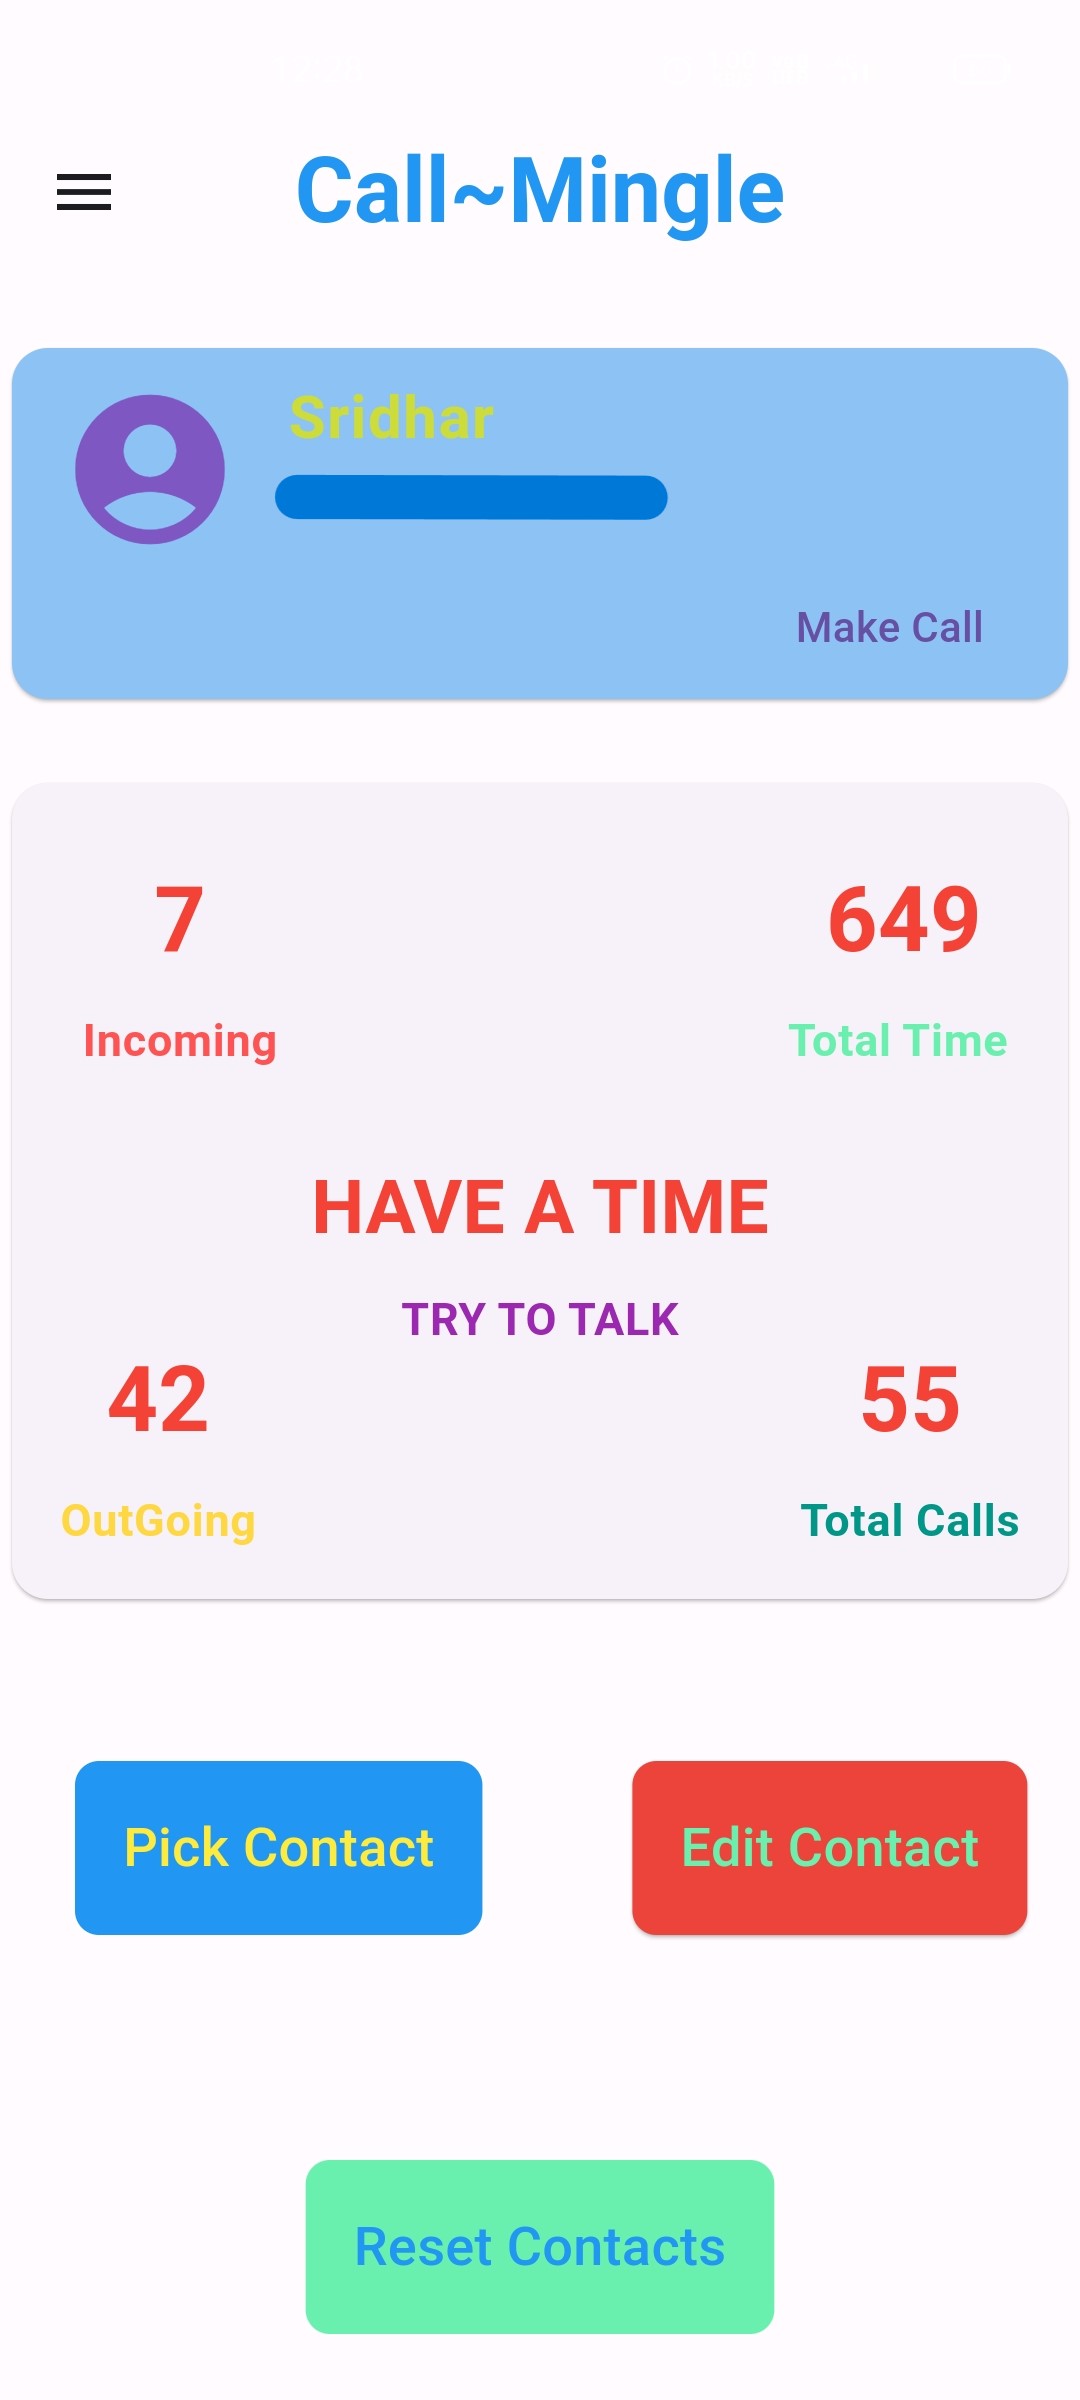 Call~Mingle
Sridhar
Make Call
7
649
Incoming
Total Time
HAVE A TIME
TRY TO TALK
42
55
OutGoing
Total Calls
Pick Contact
Edit Contact
Reset Contacts